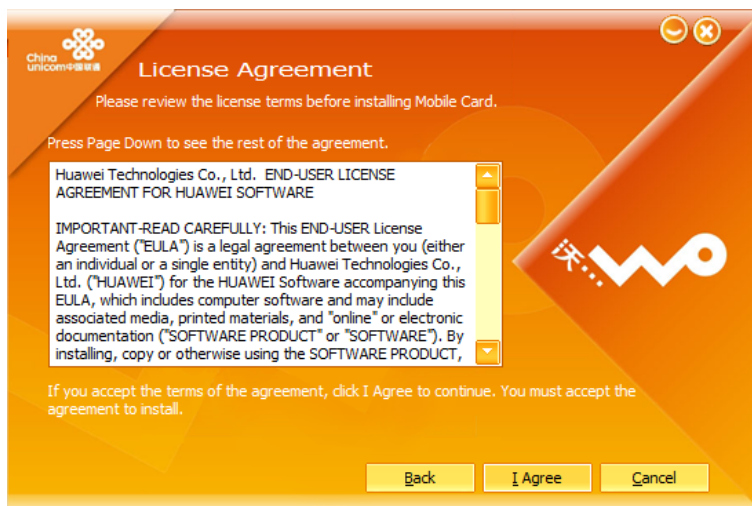 China
unicom中国联通
License Agreement
Please review the license terms before installing Mobile Card.
Press Page Down to see the rest of the agreement.
Huawei Technologies Co., Ltd. END-USER LICENSE
AGREEMENT FOR HUAWEI SOFTWARE
IMPORTANT-READ CAREFULLY: This END-USER License
Agreement ("EULA") is a legal agreement between you (either
an individual or a single entity) and Huawei Technologies Co.,
Ltd. ("HUAWEI") for the HUAWEI Software accompanying this
EULA, which includes computer software and may include
associated media, printed materials, and "online" or electronic
documentation ("SOFTWARE PRODUCT" or "SOFTWARE"). By
installing, copy or otherwise using the SOFTWARE PRODUCT,
沃...wo
If you accept the terms of the agreement, click I Agree to continue. You must accept the
agreement to install.
Back I Agree Cancel